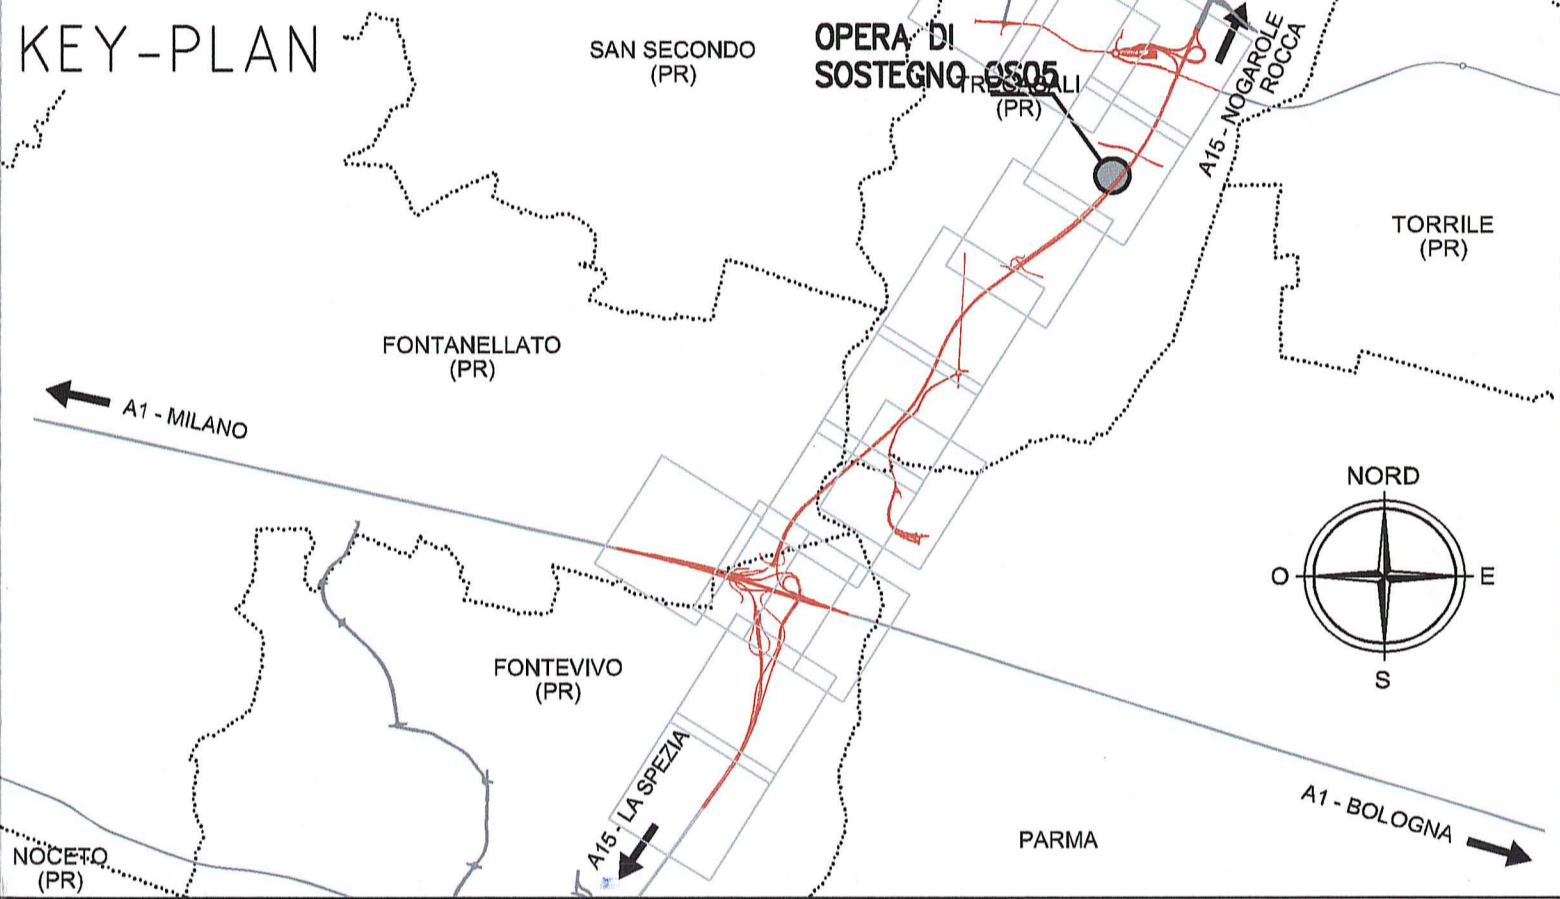 KEY-PLAN
SAN SECONDO
(PR)
OPERA DI
SOSTEGNO OS05
TRECASALI
(PR)
A15 - NOGAROLE
ROCCA
TORRILE
(PR)
FONTANELLATO
(PR)
A1 - MILANO
NORD
O
E
S
FONTEVIVO
(PR)
A15 - LA SPEZIA
A1 - BOLOGNA
PARMA
NOCETO
(PR)